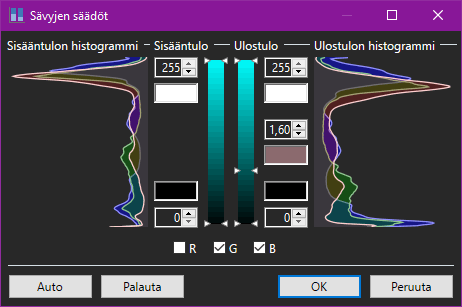 Sävyjen säädöt
Sisääntulon histogrammi Sisääntulo Ulostulo Ulostulon histogrammi
255 255
1,60
0 0
R G B
Auto Palauta OK Peruuta